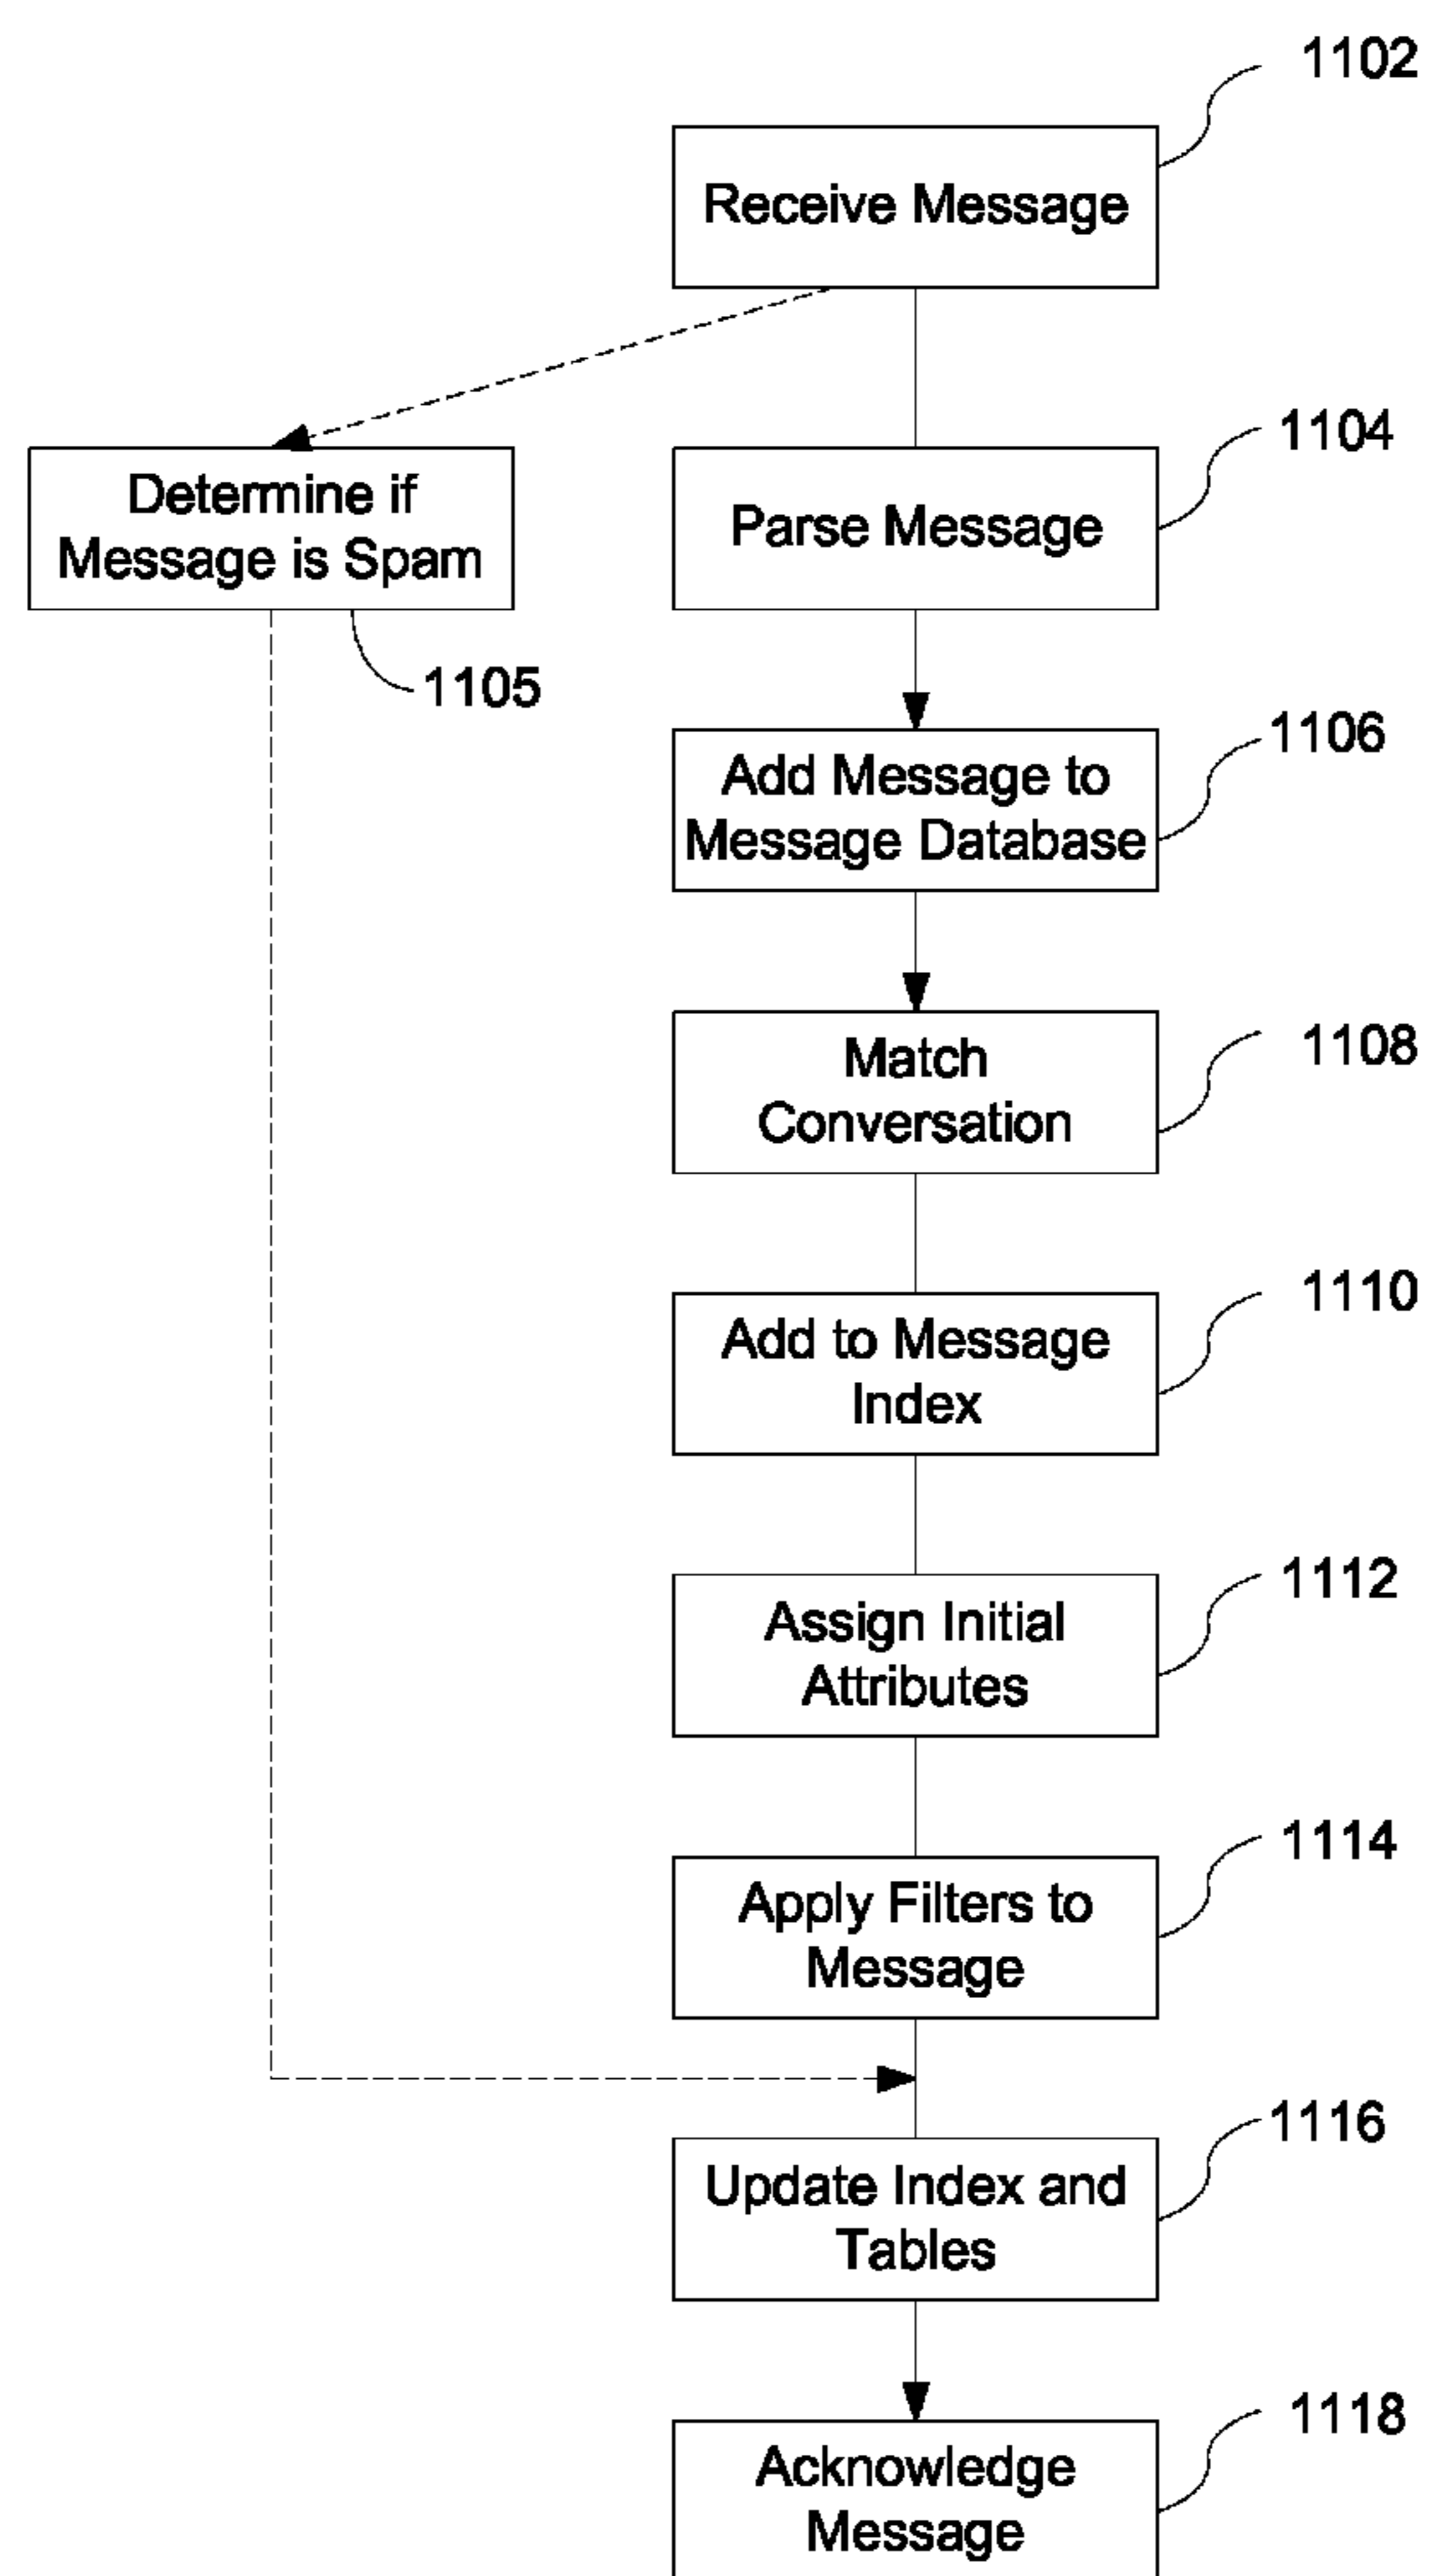 1102
Receive Message
1104
Determine if
Message is Spam
Parse Message
1105
1106
Add Message to
Message Database
1108
Match
Conversation
1110
Add to Message
Index
1112
Assign Initial
Attributes
1114
Apply Filters to
Message
1116
Update Index and
Tables
1118
Acknowledge
Message